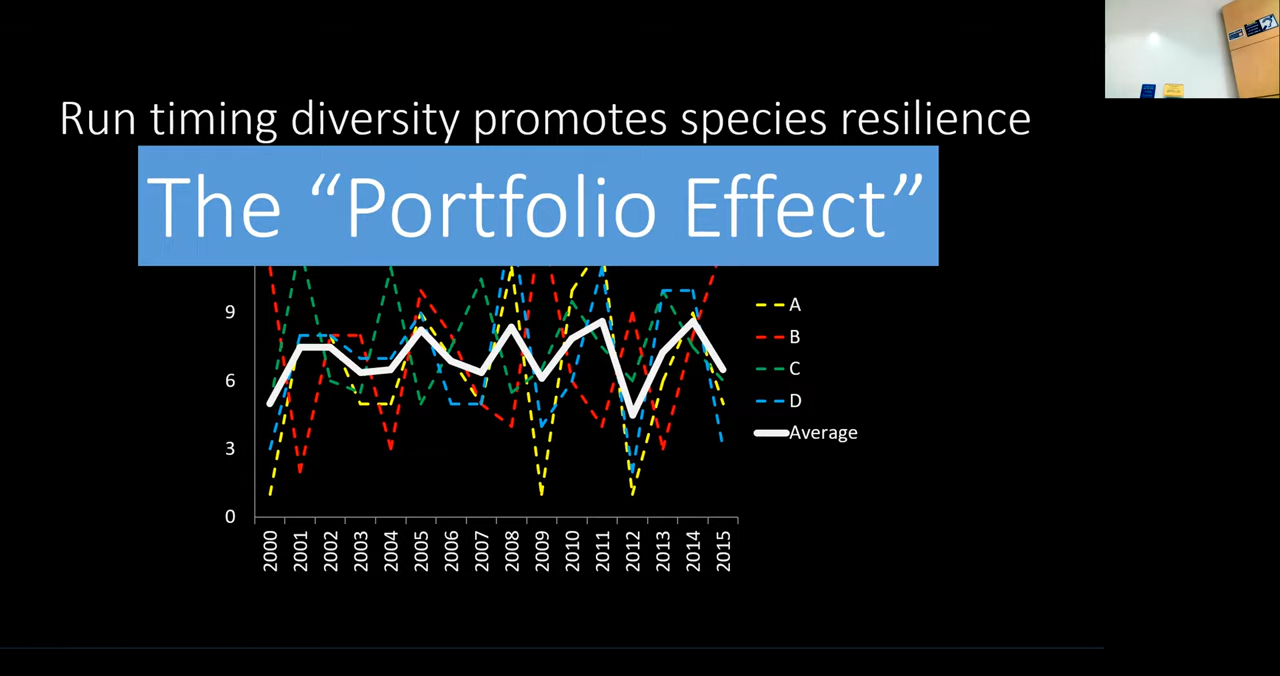 Run timing diversity promotes species resilience
The “Portfolio Effect”
9
6
3
0
2000
2001
2002
2003
2004
2005
2006
2007
2008
2009
2010
2011
2012
2013
2014
2015
A
B
C
D
Average